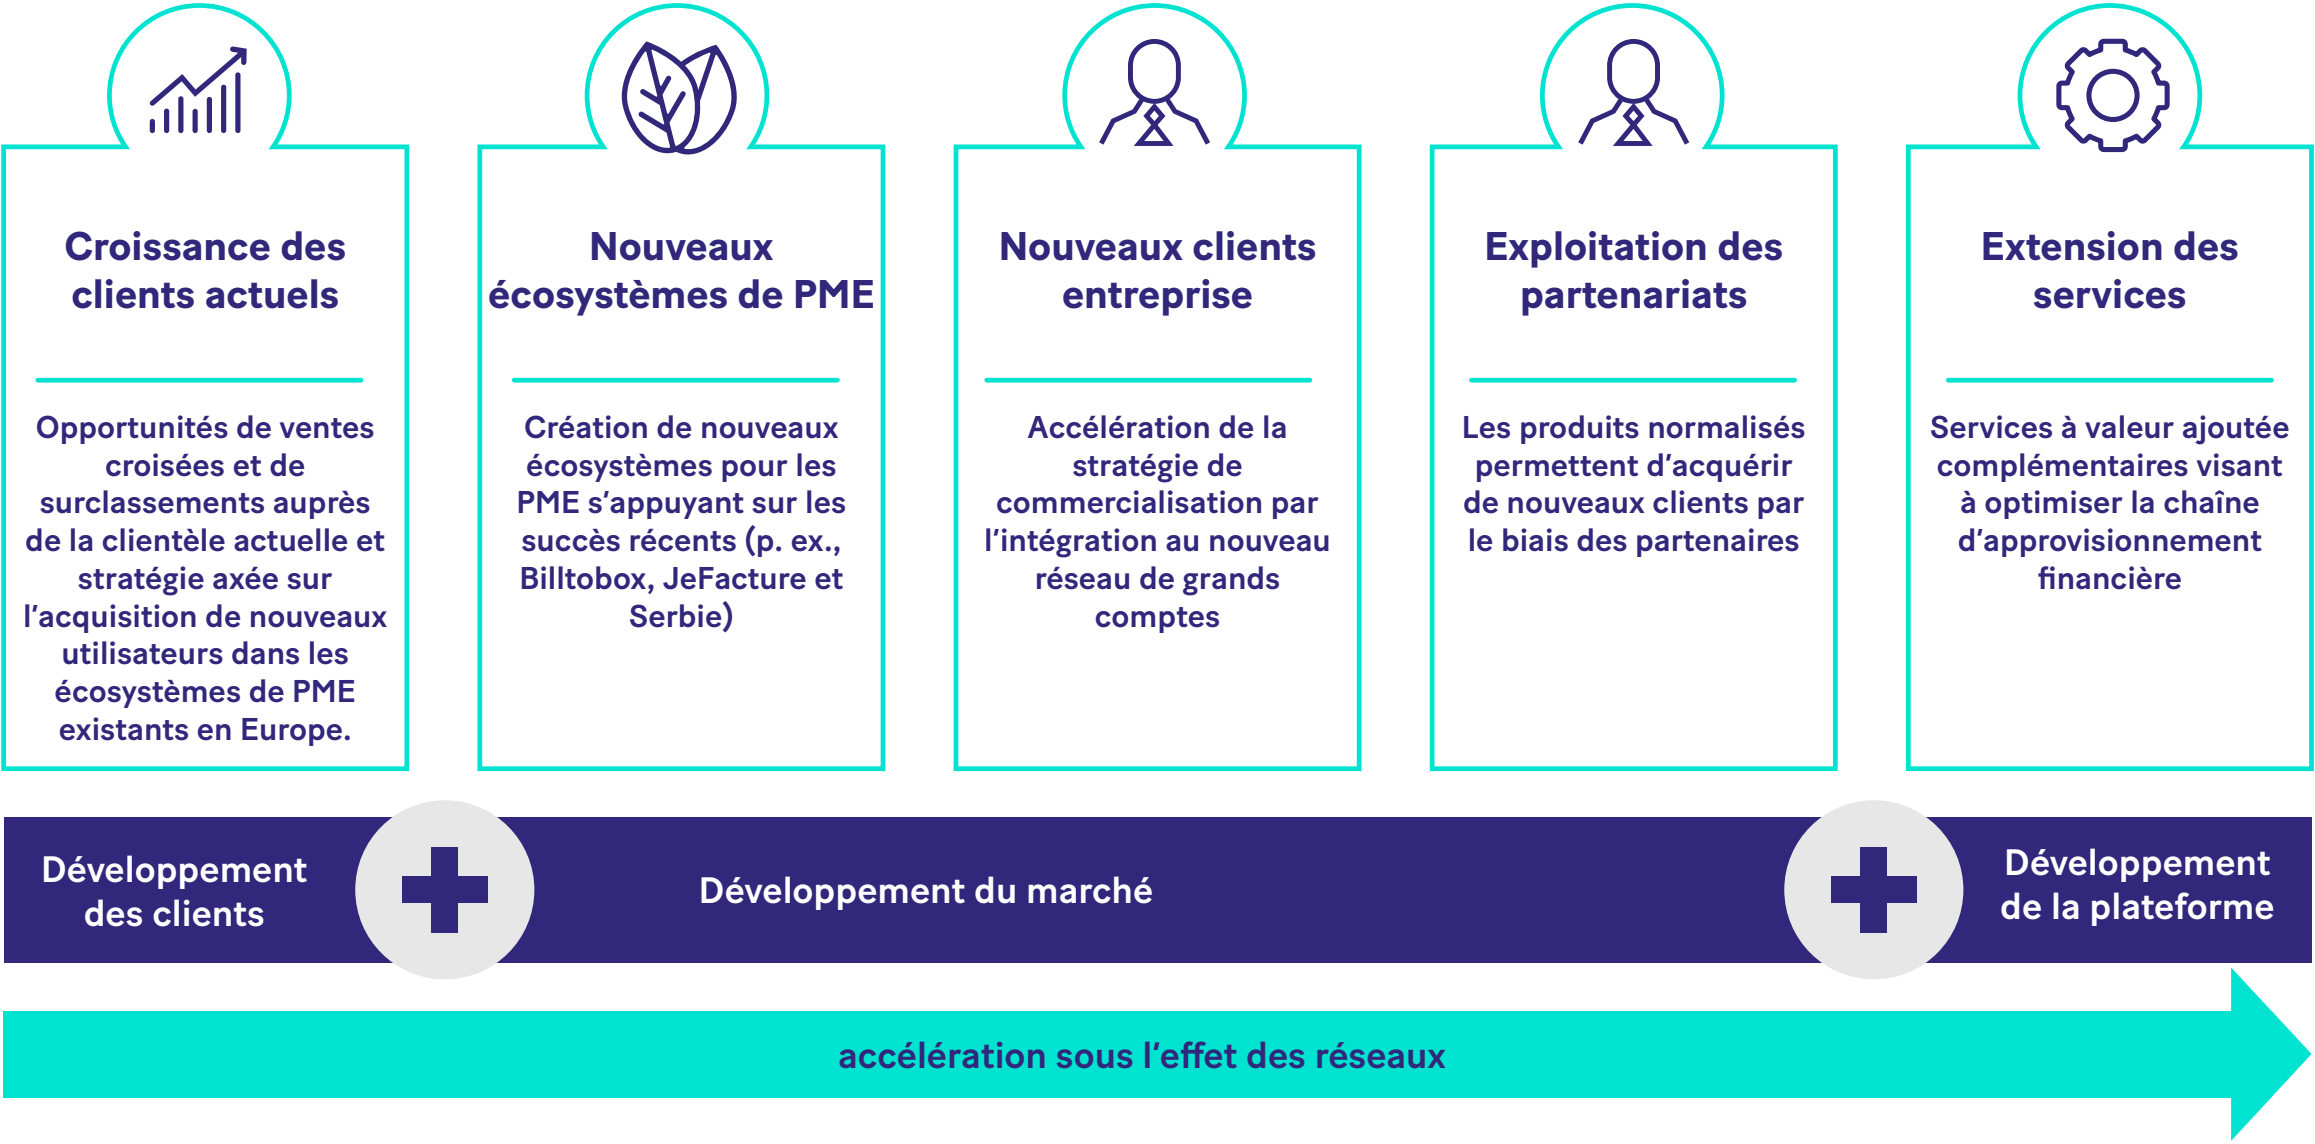 Croissance des
clients actuels
Opportunités de ventes
croisées et de
surclassements auprès
de la clientèle actuelle et
stratégie axée sur
l’acquisition de nouveaux
utilisateurs dans les
écosystèmes de PME
existants en Europe.
Nouveaux
écosystèmes de PME
Création de nouveaux
écosystèmes pour les
PME s’appuyant sur les
succès récents (p. ex.,
Billtobox, JeFacture et
Serbie)
Nouveaux clients
entreprise
Accélération de la
stratégie de
commercialisation par
l’intégration au nouveau
réseau de grands
comptes
Exploitation des
partenariats
Les produits normalisés
permettent d’acquérir
de nouveaux clients par
le biais des partenaires
Extension des
services
Services à valeur ajoutée
complémentaires visant
à optimiser la chaîne
d’approvisionnement
financière
Développement
des clients
Développement du marché
Développement
de la plateforme
accélération sous l’effet des réseaux